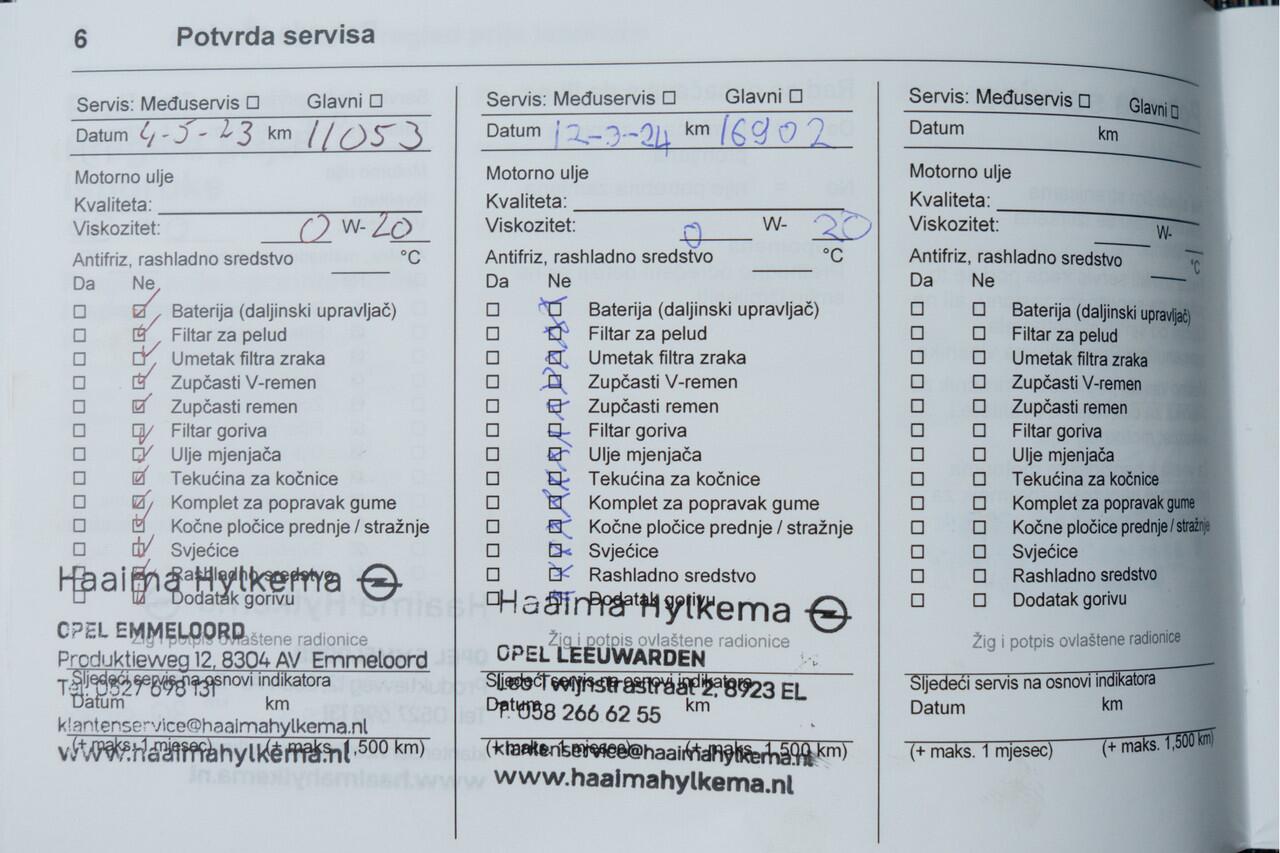 6 Potvrda servisa
Servis: Međuservis ☐ Glavni ☐
Datum 4-5-23 km 11053
Motorno ulje
Kvaliteta:
Viskozitet: 0 W- 20
Antifriz, rashladno sredstvo °C
Da Ne
Baterija (daljinski upravljač)
Filtar za pelud
Umetak filtra zraka
Zupčasti V-remen
Zupčasti remen
Filtar goriva
Ulje mjenjača
Tekućina za kočnice
Komplet za popravak gume
Kočne pločice prednje / stražnje
Svjećice
Rashladno sredstvo
Haaima Hylkema
Dodatak gorivu
OPEL EMMELOORD
Žig i potpis ovlaštene radionice
Produktieweg 12, 8304 AV Emmeloord
Sljedeći servis na osnovi indikatora
Tel. 0527 698 131
Datum km
klantenservice@haaimahylkema.nl
(+ maks. 1 mjesec) (+ maks. 1,500 km)
www.haaimahylkema.nl
Servis: Međuservis ☐ Glavni ☐
Datum 12-3-24 km 16902
Motorno ulje
Kvaliteta:
Viskozitet: 0 W- 20
Antifriz, rashladno sredstvo °C
Da Ne
Baterija (daljinski upravljač)
Filtar za pelud
Umetak filtra zraka
Zupčasti V-remen
Zupčasti remen
Filtar goriva
Ulje mjenjača
Tekućina za kočnice
Komplet za popravak gume
Kočne pločice prednje / stražnje
Svjećice
Rashladno sredstvo
Dodatak gorivu
Haaima Hylkema
Žig i potpis ovlaštene radionice
OPEL LEEUWARDEN
Sljedeći servis na osnovi indikatora
Leo Twijnstrastraat 2, 8923 EL
Datum km
T. 058 266 62 55
(+ maks. 1 mjesec) (+ maks. 1,500 km)
klantenservice@haaimahylkema.nl
www.haaimahylkema.nl
Servis: Međuservis ☐ Glavni ☐
Datum km
Motorno ulje
Kvaliteta:
Viskozitet: W-
Antifriz, rashladno sredstvo °C
Da Ne
Baterija (daljinski upravljač)
Filtar za pelud
Umetak filtra zraka
Zupčasti V-remen
Zupčasti remen
Filtar goriva
Ulje mjenjača
Tekućina za kočnice
Komplet za popravak gume
Kočne pločice prednje / stražnje
Svjećice
Rashladno sredstvo
Dodatak gorivu
Žig i potpis ovlaštene radionice
Sljedeći servis na osnovi indikatora
Datum km
(+ maks. 1 mjesec) (+ maks. 1,500 km)